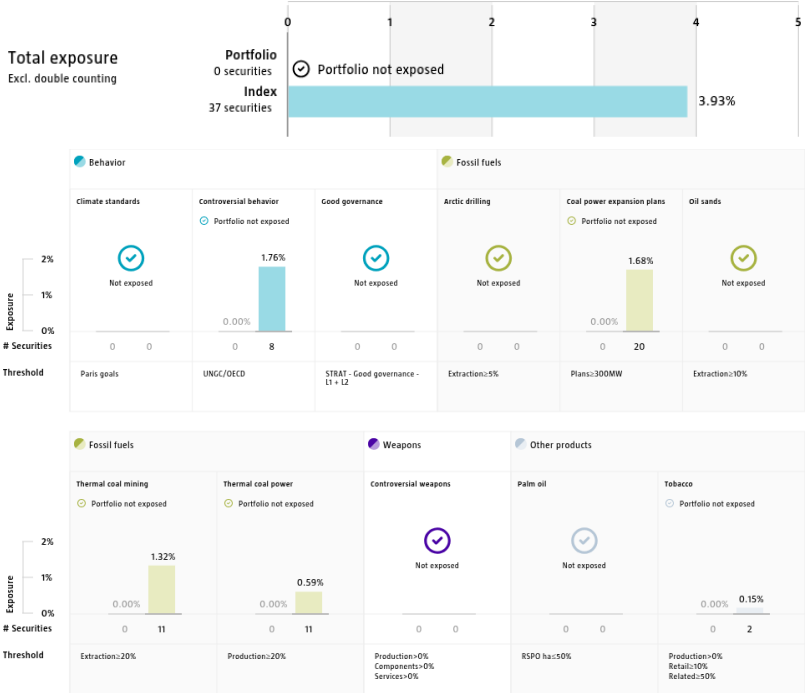 0 1 2 3 4 5
Total exposure
Excl. double counting
Portfolio
0 securities
Portfolio not exposed
Index
37 securities
3.93%
Behavior
Fossil fuels
Climate standards
Controversial behavior
Good governance
Arctic drilling
Coal power expansion plans
Oil sands
Portfolio not exposed
Portfolio not exposed
Exposure
2%
1%
0%
Not exposed
0.00%
1.76%
Not exposed
Not exposed
0.00%
1.68%
Not exposed
# Securities
0 0
0 8
0 0
0 0
0 20
0 0
Threshold
Paris goals
UNGC/OECD
STRAT - Good governance -
L1 + L2
Extraction≥5%
Plans≥300MW
Extraction≥10%
Fossil fuels
Weapons
Other products
Thermal coal mining
Thermal coal power
Controversial weapons
Palm oil
Tobacco
Portfolio not exposed
Portfolio not exposed
Portfolio not exposed
Exposure
2%
1%
0%
0.00%
1.32%
0.00%
0.59%
Not exposed
Not exposed
0.00%
0.15%
# Securities
0 11
0 11
0 0
0 0
0 2
Threshold
Extraction≥20%
Production≥20%
Production>0%
Components>0%
Services>0%
RSPO ha≤50%
Production>0%
Retail≥10%
Related≥50%